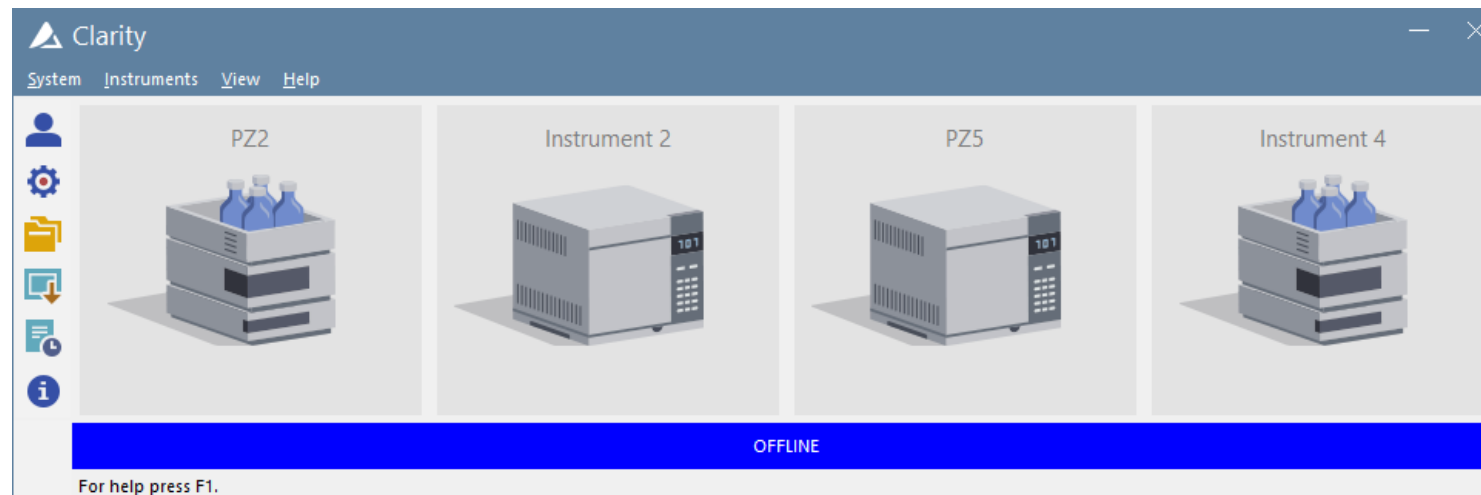 Clarity
System Instruments View Help
PZ2 Instrument 2 PZ5 Instrument 4
101 101
OFFLINE
For help press F1.